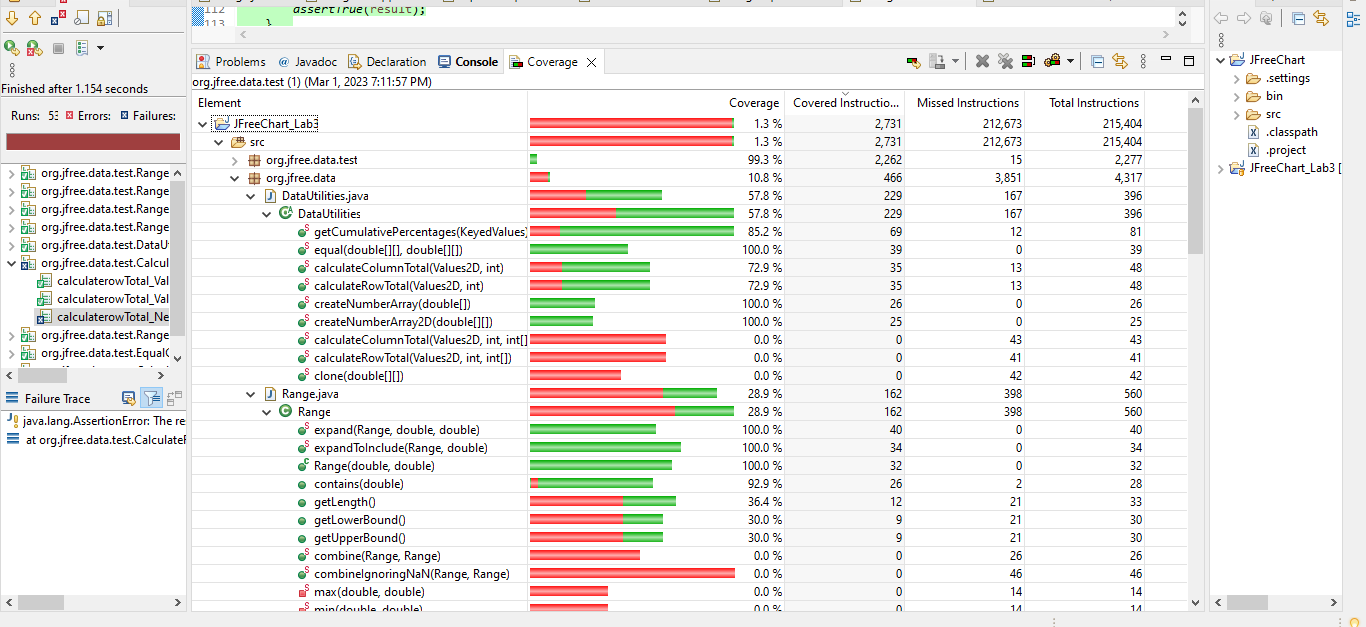 112 assertTrue(result);
113 }
Finished after 1.154 seconds
Runs: 53 Errors: Failures:
org.jfree.data.test.Range
org.jfree.data.test.Range
org.jfree.data.test.Range
org.jfree.data.test.Range
org.jfree.data.test.DataU
org.jfree.data.test.Calcul
calculaterowTotal_Val
calculaterowTotal_Val
calculaterowTotal_Ne
org.jfree.data.test.Range
org.jfree.data.test.EqualC
Failure Trace
java.lang.AssertionError: The re
at org.jfree.data.test.CalculateF
Problems @ Javadoc Declaration Console Coverage
org.jfree.data.test (1) (Mar 1, 2023 7:11:57 PM)
Element Coverage Covered Instructio... Missed Instructions Total Instructions
JFreeChart_Lab3 1.3 % 2,731 212,673 215,404
src 1.3 % 2,731 212,673 215,404
org.jfree.data.test 99.3 % 2,262 15 2,277
org.jfree.data 10.8 % 466 3,851 4,317
DataUtilities.java 57.8 % 229 167 396
DataUtilities 57.8 % 229 167 396
getCumulativePercentages(KeyedValues) 85.2 % 69 12 81
equal(double[][], double[][]) 100.0 % 39 0 39
calculateColumnTotal(Values2D, int) 72.9 % 35 13 48
calculateRowTotal(Values2D, int) 72.9 % 35 13 48
createNumberArray(double[]) 100.0 % 26 0 26
createNumberArray2D(double[][]) 100.0 % 25 0 25
calculateColumnTotal(Values2D, int, int[] 0.0 % 0 43 43
calculateRowTotal(Values2D, int, int[]) 0.0 % 0 41 41
clone(double[][]) 0.0 % 0 42 42
Range.java 28.9 % 162 398 560
Range 28.9 % 162 398 560
expand(Range, double, double) 100.0 % 40 0 40
expandToInclude(Range, double) 100.0 % 34 0 34
Range(double, double) 100.0 % 32 0 32
contains(double) 92.9 % 26 2 28
getLength() 36.4 % 12 21 33
getLowerBound() 30.0 % 9 21 30
getUpperBound() 30.0 % 9 21 30
combine(Range, Range) 0.0 % 0 26 26
combineIgnoringNaN(Range, Range) 0.0 % 0 46 46
max(double, double) 0.0 % 0 14 14
min(double, double) 0.0 % 0 14 14
JFreeChart
.settings
bin
src
.classpath
.project
JFreeChart_Lab3 [